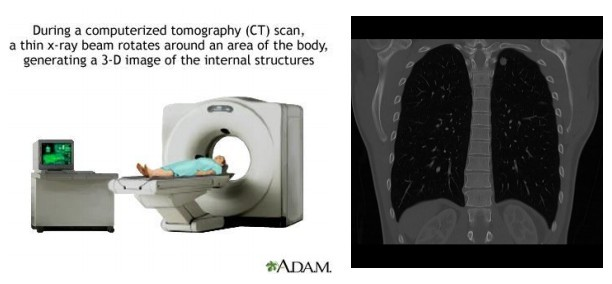 During a computerized tomography (CT) scan,
a thin x-ray beam rotates around an area of the body,
generating a 3-D image of the internal structures
ADAM.